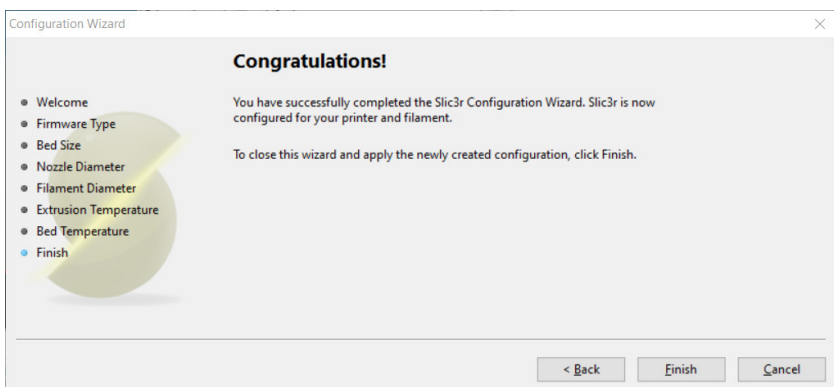 Configuration Wizard
Congratulations!
Welcome
Firmware Type
Bed Size
Nozzle Diameter
Filament Diameter
Extrusion Temperature
Bed Temperature
Finish
You have successfully completed the Slic3r Configuration Wizard. Slic3r is now
configured for your printer and filament.
To close this wizard and apply the newly created configuration, click Finish.
< Back
Finish
Cancel